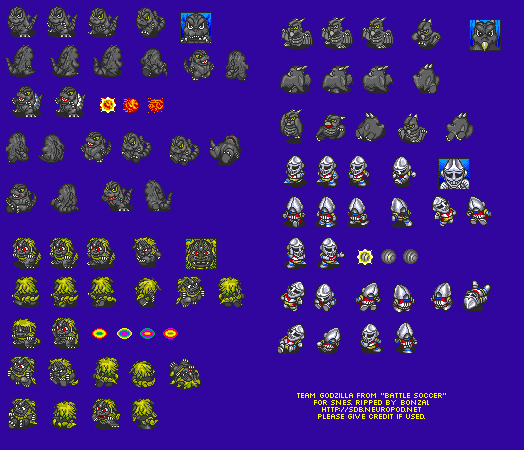 TEAM GODZILLA FROM "BATTLE SOCCER"
FOR SNES. RIPPED BY BONZAI
HTTP://SDB.NEUROPOD.NET
PLEASE GIVE CREDIT IF USED.